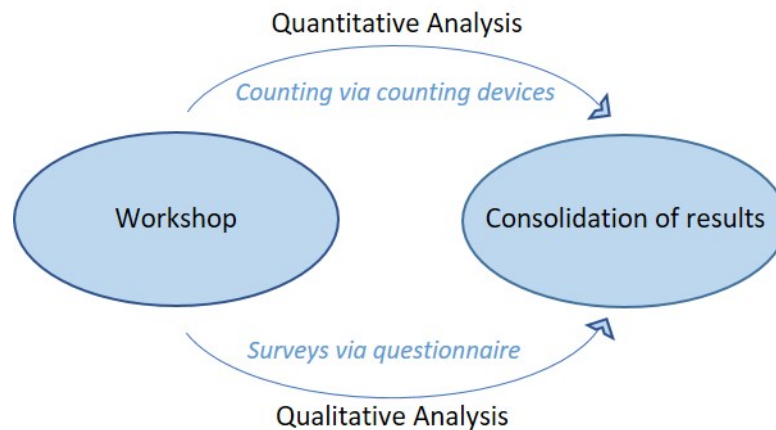 Quantitative Analysis
Counting via counting devices
Workshop
Consolidation of results
Surveys via questionnaire
Qualitative Analysis